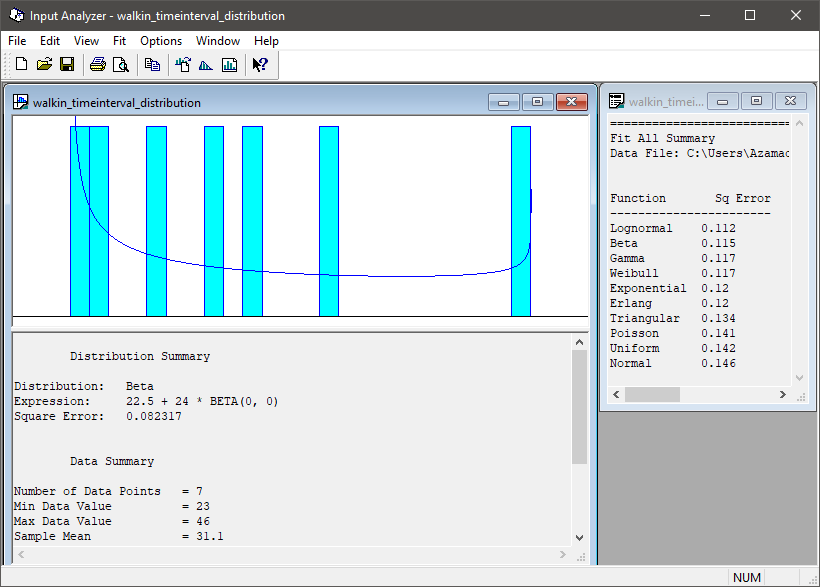 Input Analyzer - walkin_timeinterval_distribution
File Edit View Fit Options Window Help
walkin_timeinterval_distribution
Distribution Summary
Distribution: Beta
Expression: 22.5 + 24 * BETA(0, 0)
Square Error: 0.082317
Data Summary
Number of Data Points = 7
Min Data Value = 23
Max Data Value = 46
Sample Mean = 31.1
walkin_timei...
==========================
Fit All Summary
Data File: C:\Users\Azamac
Function Sq Error
-----------------------
Lognormal 0.112
Beta 0.115
Gamma 0.117
Weibull 0.117
Exponential 0.12
Erlang 0.12
Triangular 0.134
Poisson 0.141
Uniform 0.142
Normal 0.146
NUM